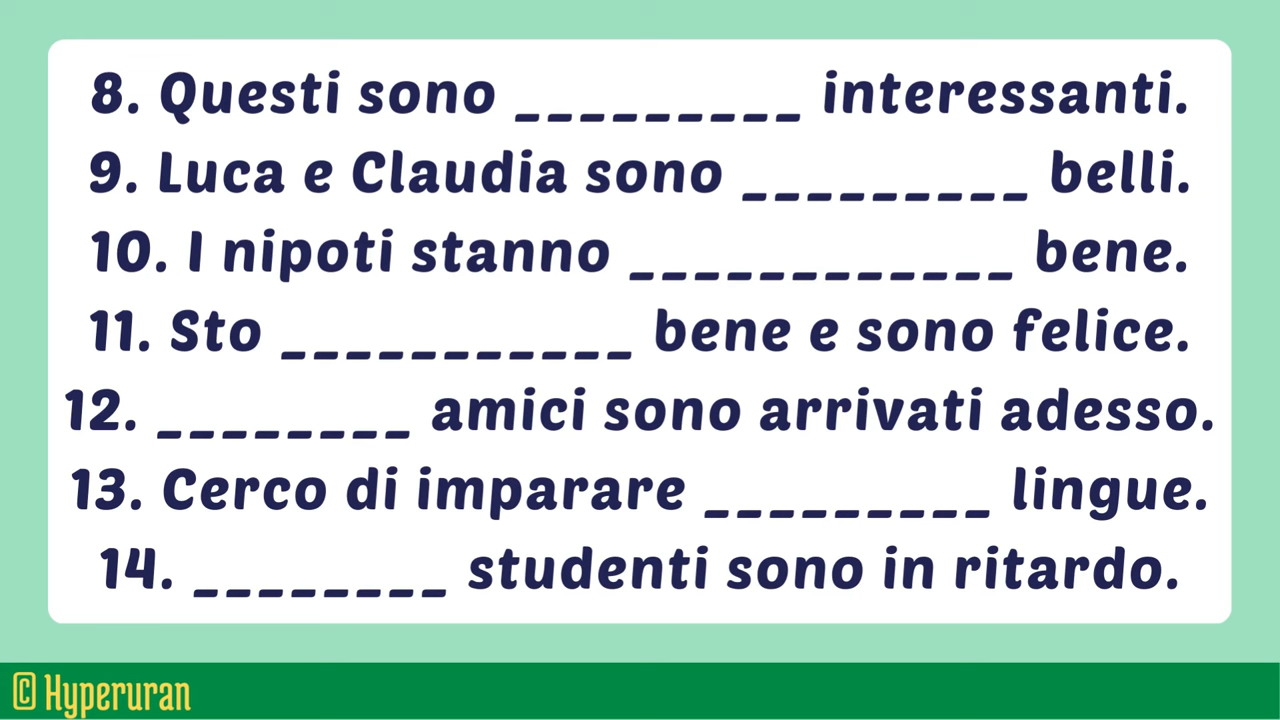 8. Questi sono _________ interessanti.
9. Luca e Claudia sono _________ belli.
10. I nipoti stanno ____________ bene.
11. Sto ___________ bene e sono felice.
12. ________ amici sono arrivati adesso.
13. Cerco di imparare _________ lingue.
14. ________ studenti sono in ritardo.
© Hyperuran